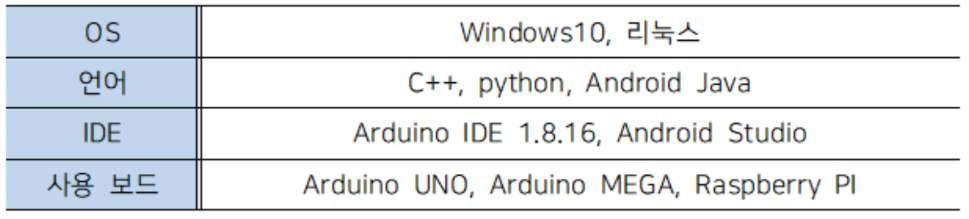 OS Windows10, 리눅스
언어 C++, python, Android Java
IDE Arduino IDE 1.8.16, Android Studio
사용 보드 Arduino UNO, Arduino MEGA, Raspberry PI